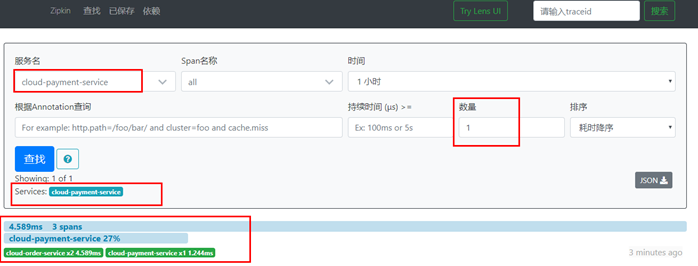 Zipkin 查找 已保存 依赖 Try Lens UI 请输入traceid 搜索
服务名 Span名称 时间
cloud-payment-service all 1 小时
根据Annotation查询 持续时间 (μs) >= 数量 排序
For example: http.path=/foo/bar/ and cluster=foo and cache.miss Ex: 100ms or 5s 1 耗时降序
查找 ?
Showing: 1 of 1
Services: cloud-payment-service JSON
4.589ms 3 spans
cloud-payment-service 27%
cloud-order-service x2 4.589ms cloud-payment-service x1 1.244ms 3 minutes ago